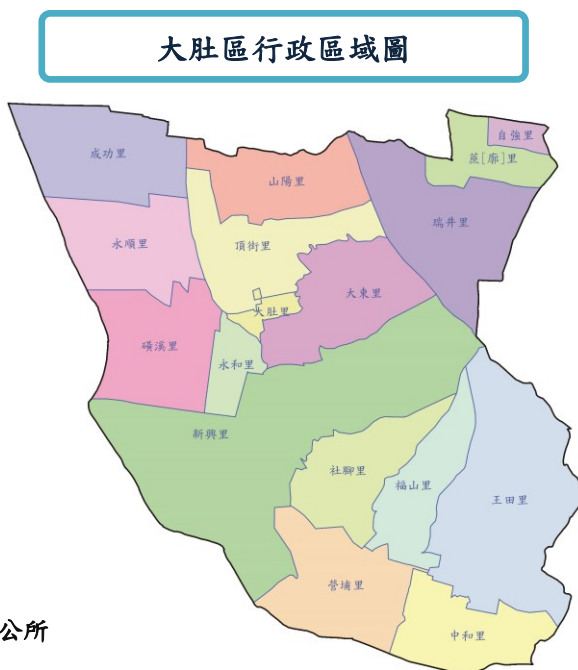 大肚區行政區域圖
自強里
成功里
蔗[廍]里
山陽里
瑞井里
永順里
頂街里
大東里
大肚里
磺溪里
永和里
新興里
社腳里
福山里
王田里
營埔里
公所
中和里